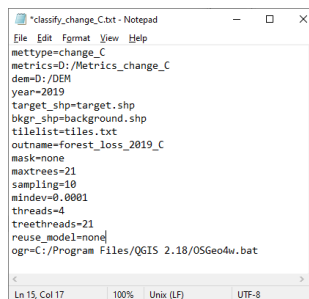 *classify_change_C.txt - Notepad
File Edit Format View Help
mettype=change_C
metrics=D:/Metrics_change_C
dem=D:/DEM
year=2019
target_shp=target.shp
bkgr_shp=background.shp
tilelist=tiles.txt
outname=forest_loss_2019_C
mask=none
maxtrees=21
sampling=10
mindev=0.0001
threads=4
treethreads=21
reuse_model=none
ogr=C:/Program Files/QGIS 2.18/OSGeo4w.bat
Ln 15, Col 17 100% Unix (LF) UTF-8